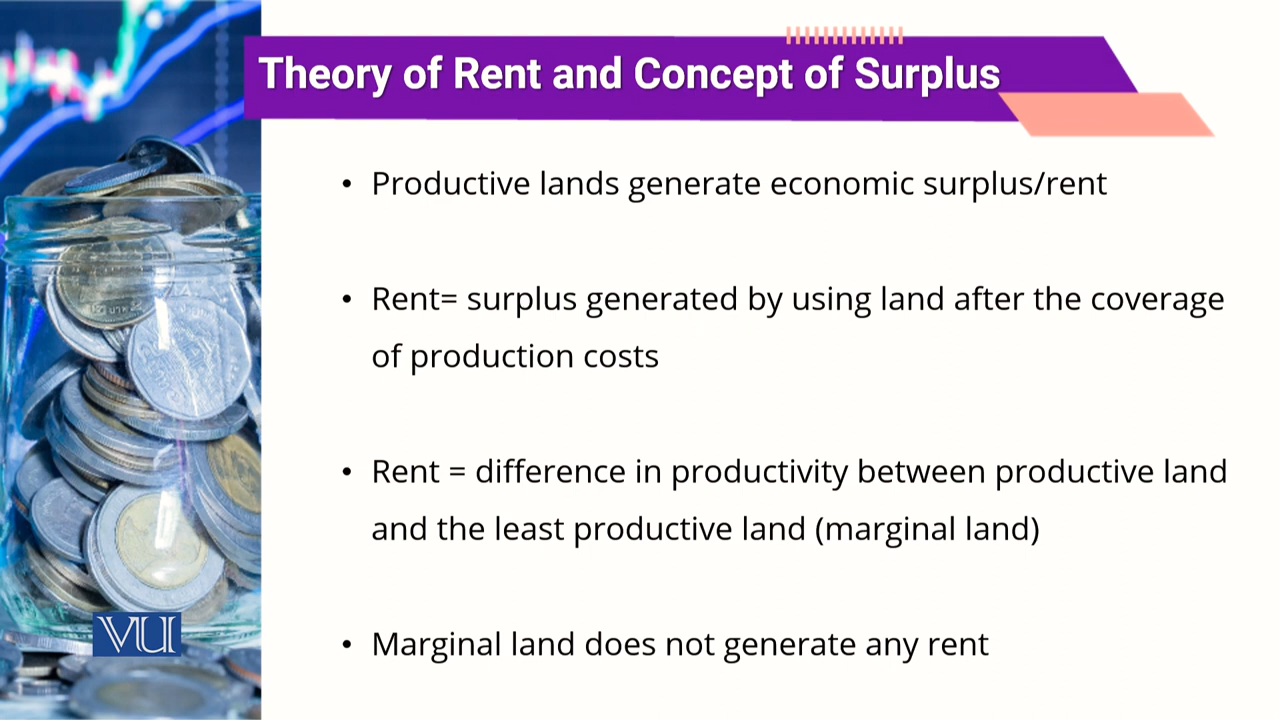 Theory of Rent and Concept of Surplus
• Productive lands generate economic surplus/rent
• Rent= surplus generated by using land after the coverage
of production costs
• Rent = difference in productivity between productive land
and the least productive land (marginal land)
• Marginal land does not generate any rent
VU